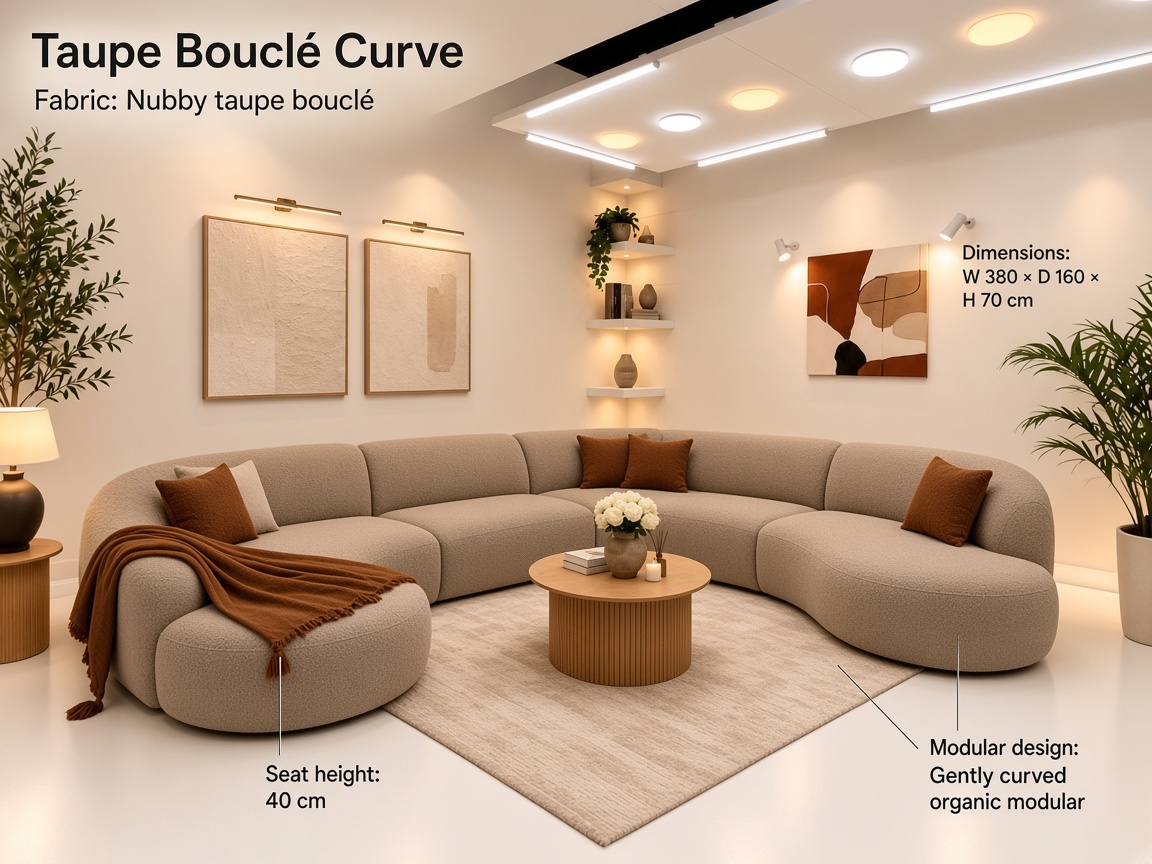 Taupe Bouclé Curve
Fabric: Nubby taupe bouclé
Dimensions:
W 380 × D 160 ×
H 70 cm
Seat height:
40 cm
Modular design:
Gently curved
organic modular